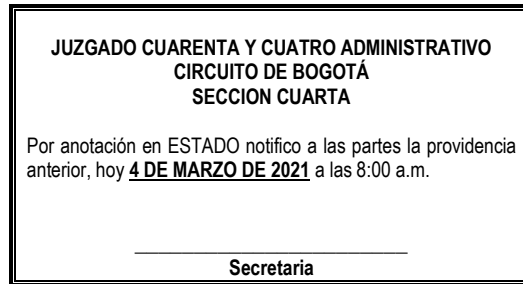 JUZGADO CUARENTA Y CUATRO ADMINISTRATIVO
CIRCUITO DE BOGOTÁ
SECCION CUARTA
Por anotación en ESTADO notifico a las partes la providencia
anterior, hoy 4 DE MARZO DE 2021 a las 8:00 a.m.
Secretaria